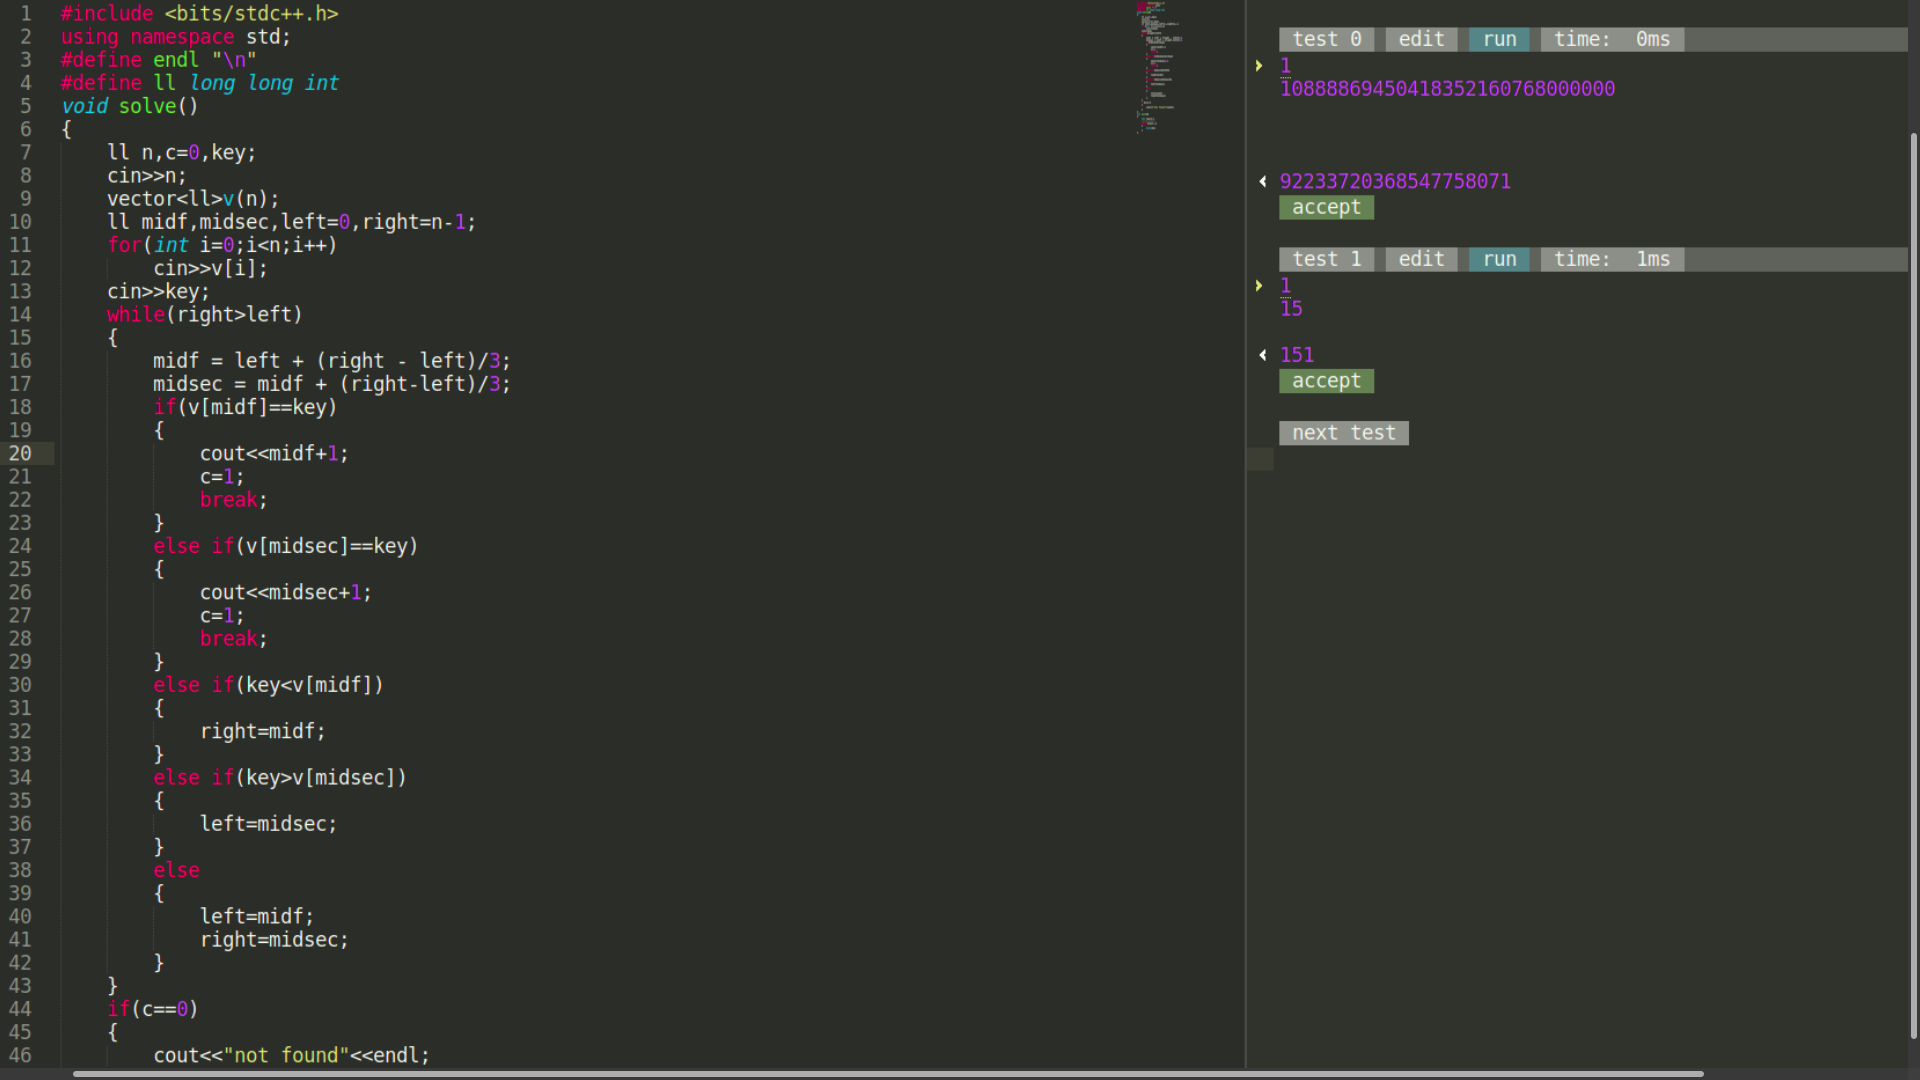 1 #include <bits/stdc++.h>
2 using namespace std;
3 #define endl "\n"
4 #define ll long long int
5 void solve()
6 {
7 ll n,c=0,key;
8 cin>>n;
9 vector<ll>v(n);
10 ll midf,midsec,left=0,right=n-1;
11 for(int i=0;i<n;i++)
12 cin>>v[i];
13 cin>>key;
14 while(right>left)
15 {
16 midf = left + (right - left)/3;
17 midsec = midf + (right-left)/3;
18 if(v[midf]==key)
19 {
20 cout<<midf+1;
21 c=1;
22 break;
23 }
24 else if(v[midsec]==key)
25 {
26 cout<<midsec+1;
27 c=1;
28 break;
29 }
30 else if(key<v[midf])
31 {
32 right=midf;
33 }
34 else if(key>v[midsec])
35 {
36 left=midsec;
37 }
38 else
39 {
40 left=midf;
41 right=midsec;
42 }
43 }
44 if(c==0)
45 {
46 cout<<"not found"<<endl;
test 0 edit run time: 0ms
1
10888869450418352160768000000
92233720368547758071
accept
test 1 edit run time: 1ms
1
15
151
accept
next test